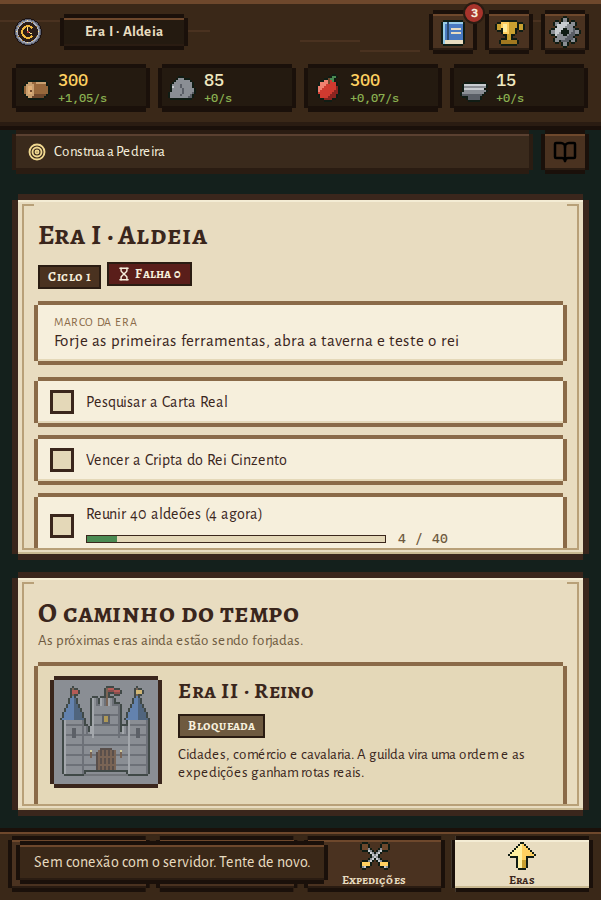 Era I · Aldeia
3
300
+1,05/s
85
+0/s
300
+0,07/s
15
+0/s
Construa a Pedreira
Era I · Aldeia
Ciclo 1
Falha 0
MARCO DA ERA
Forje as primeiras ferramentas, abra a taverna e teste o rei
Pesquisar a Carta Real
Vencer a Cripta do Rei Cinzento
Reunir 40 aldeões (4 agora)
4 / 40
O caminho do tempo
As próximas eras ainda estão sendo forjadas.
Era II · Reino
Bloqueada
Cidades, comércio e cavalaria. A guilda vira uma ordem e as
expedições ganham rotas reais.
Sem conexão com o servidor. Tente de novo.
Expedições
Eras